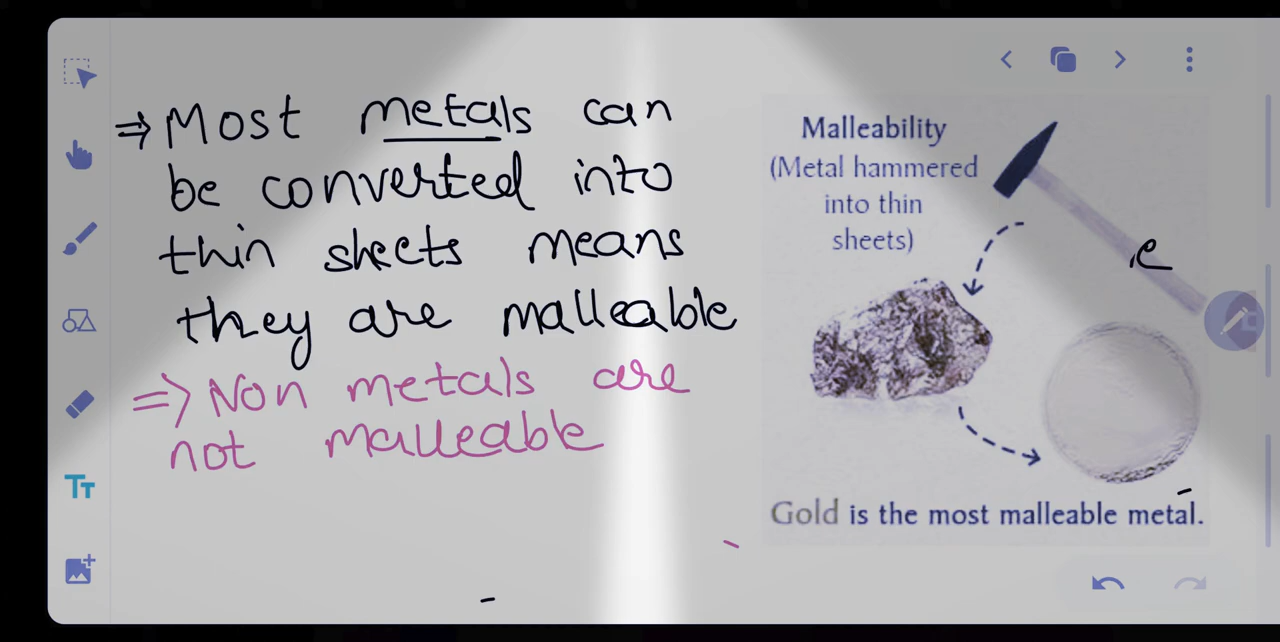 ⇒ Most metals can
be converted into
thin sheets means
they are malleable
⇒ Non metals are
not malleable
Malleability
(Metal hammered
into thin
sheets)
e
Gold is the most malleable metal.
TT